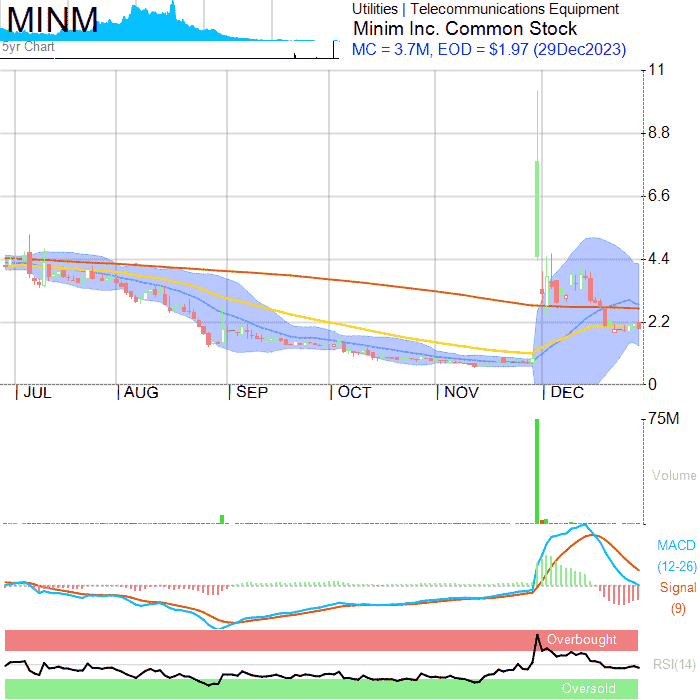 MINM
5yr Chart
Utilities | Telecommunications Equipment
Minim Inc. Common Stock
MC = 3.7M, EOD = $1.97 (29Dec2023)
11
8.8
6.6
4.4
2.2
0
JUL AUG SEP OCT NOV DEC
75M
Volume
MACD
(12-26)
Signal
(9)
Overbought
RSI(14)
Oversold